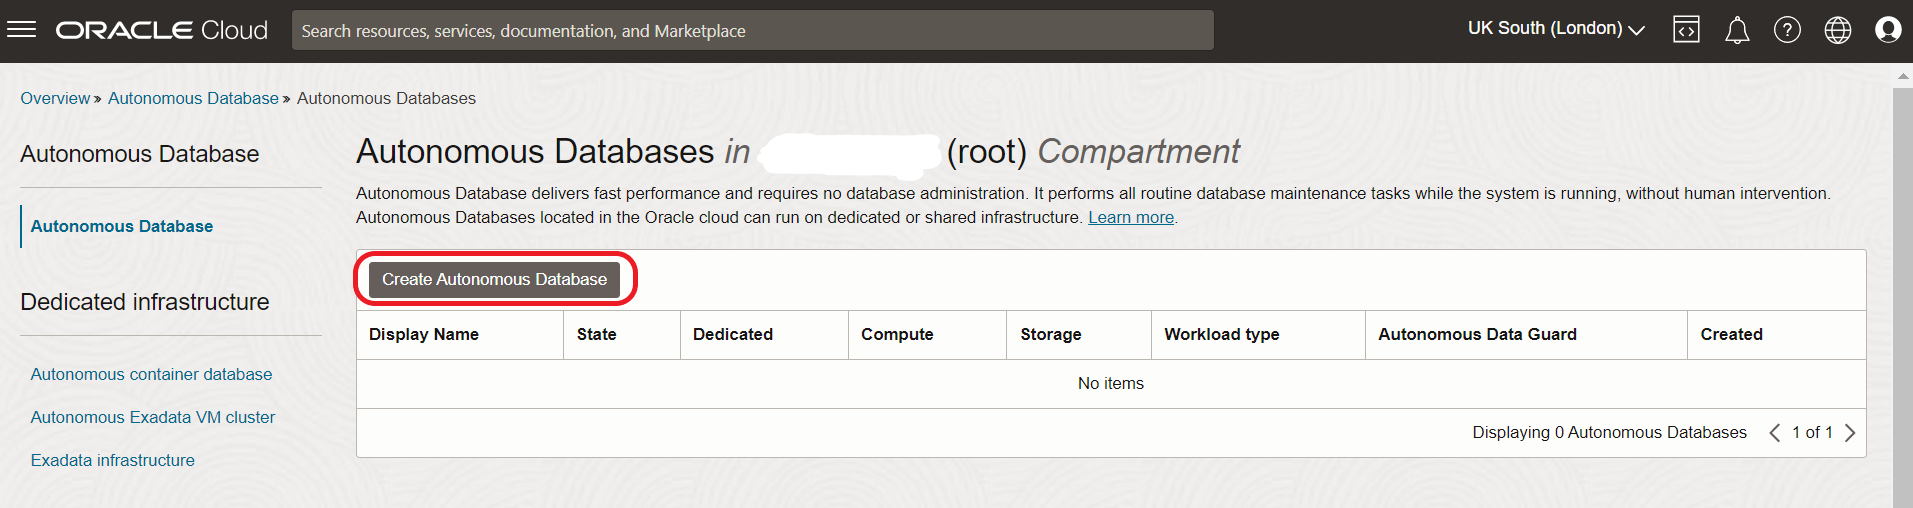 ORACLE Cloud
Search resources, services, documentation, and Marketplace
UK South (London)
Overview » Autonomous Database » Autonomous Databases
Autonomous Database
Autonomous Database
Dedicated infrastructure
Autonomous container database
Autonomous Exadata VM cluster
Exadata infrastructure
Autonomous Databases in (root) Compartment
Autonomous Database delivers fast performance and requires no database administration. It performs all routine database maintenance tasks while the system is running, without human intervention.
Autonomous Databases located in the Oracle cloud can run on dedicated or shared infrastructure. Learn more.
Create Autonomous Database
Display Name State Dedicated Compute Storage Workload type Autonomous Data Guard Created
No items
Displaying 0 Autonomous Databases < 1 of 1 >